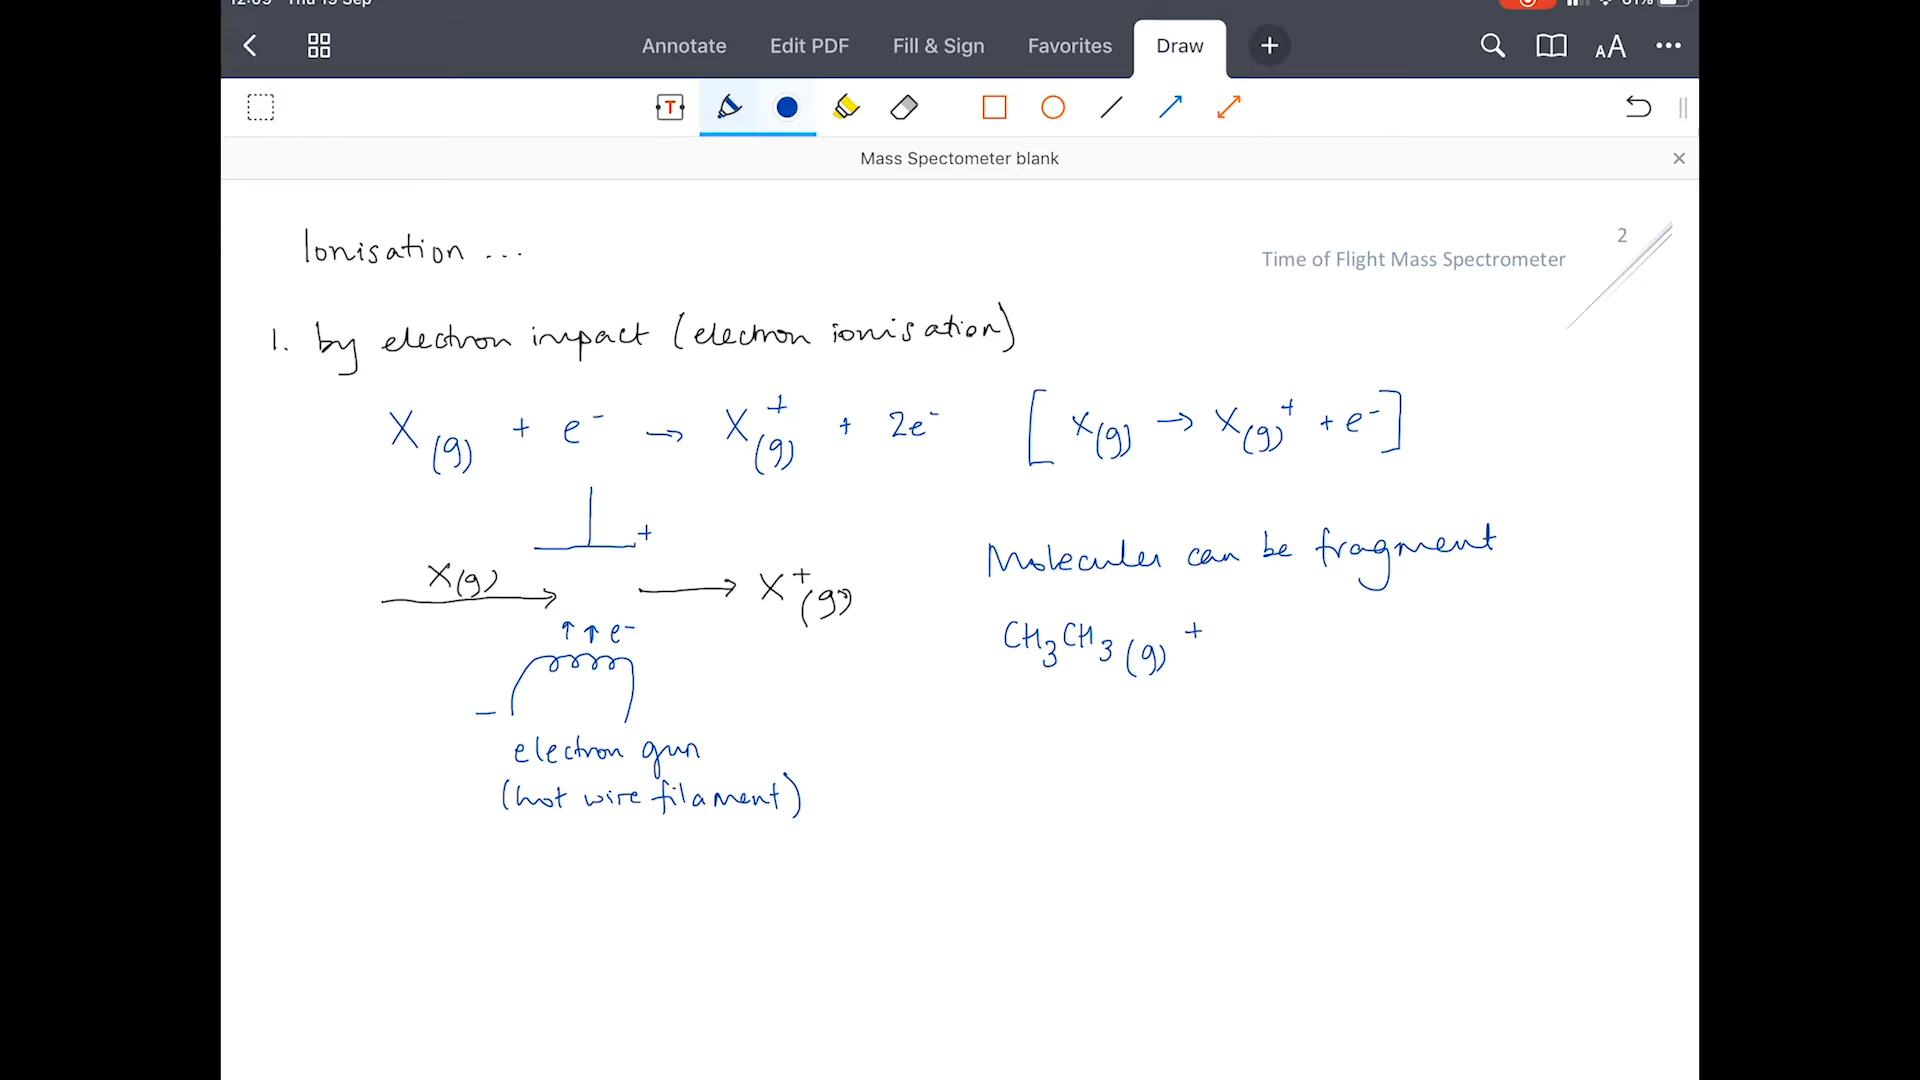 Annotate Edit PDF Fill & Sign Favorites Draw AA
T
Mass Spectometer blank
2
Time of Flight Mass Spectrometer
Ionisation ...
1. by electron impact (electron ionisation)
X(g) + e⁻ → X⁺(g) + 2e⁻ [X(g) → X(g)⁺ + e⁻]
+
Molecules can be fragment
X(g) → X⁺(g)
↑ ↑ e⁻
CH₃CH₃(g)⁺
–
electron gun
(hot wire filament)